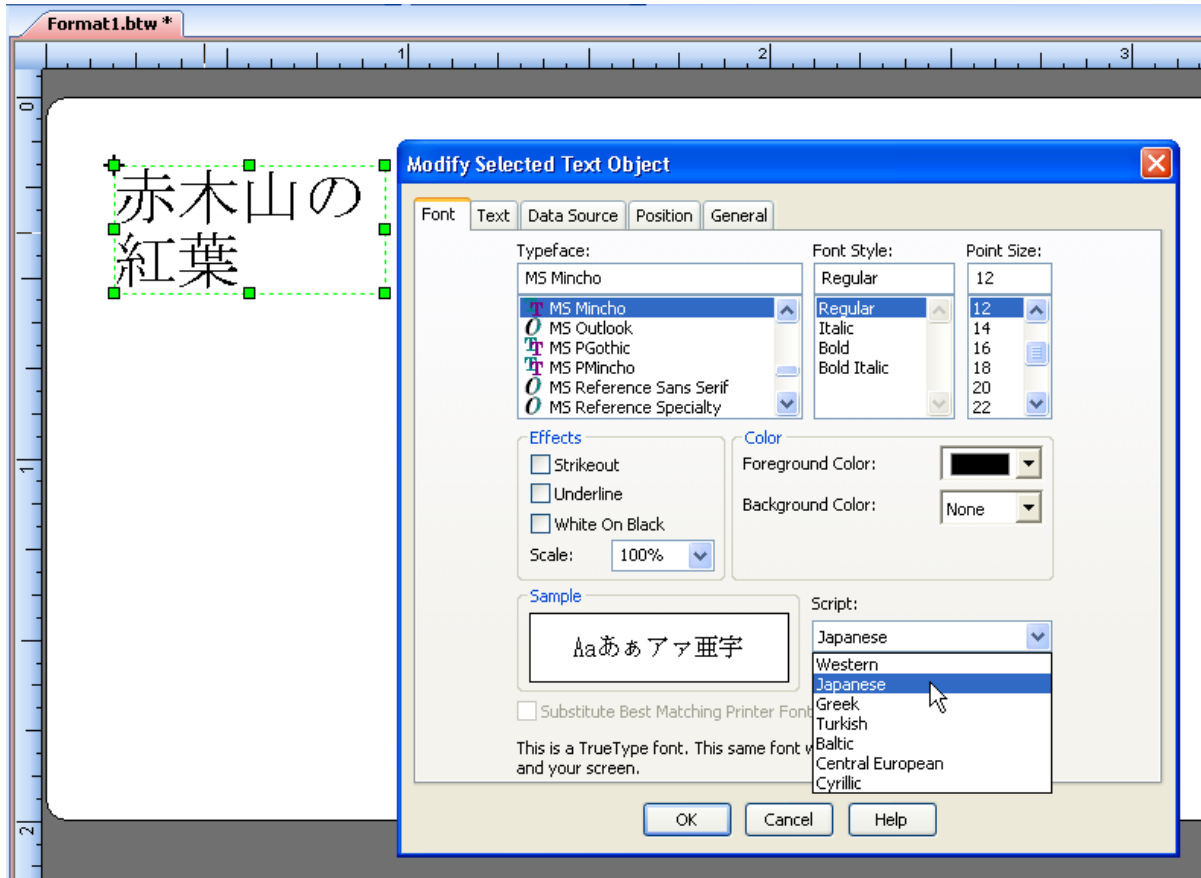 Format1.btw *
1
2
3
0
1
2
赤木山の
紅葉
Modify Selected Text Object
Font
Text
Data Source
Position
General
Typeface:
MS Mincho
MS Mincho
MS Outlook
MS PGothic
MS PMincho
MS Reference Sans Serif
MS Reference Specialty
Font Style:
Regular
Regular
Italic
Bold
Bold Italic
Point Size:
12
12
14
16
18
20
22
Effects
Strikeout
Underline
White On Black
Scale:
100%
Color
Foreground Color:
Background Color:
None
Sample
Aaあぁアァ亜宇
Script:
Japanese
Western
Japanese
Greek
Turkish
Baltic
Central European
Cyrillic
Substitute Best Matching Printer Font
This is a TrueType font. This same font
and your screen.
OK
Cancel
Help